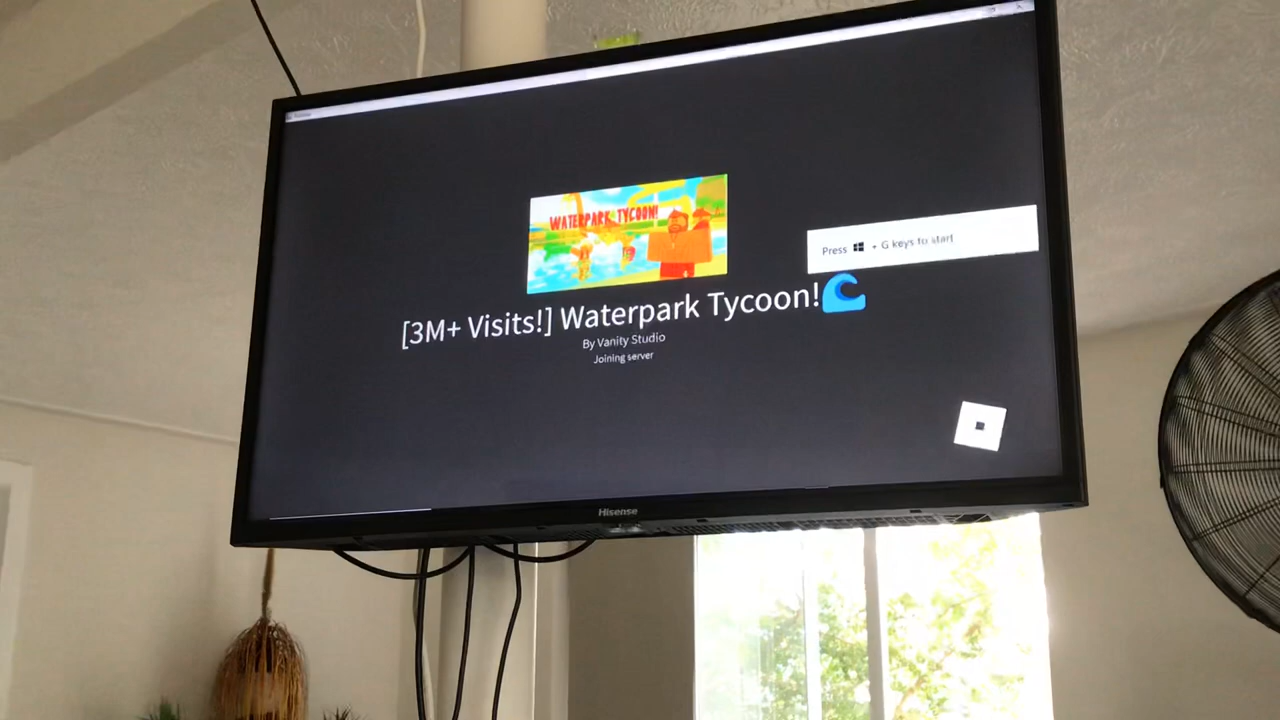 WATERPARK TYCOON!
Press + G keys to start
[3M+ Visits!] Waterpark Tycoon!🌊
By Vanity Studio
Joining server
Hisense